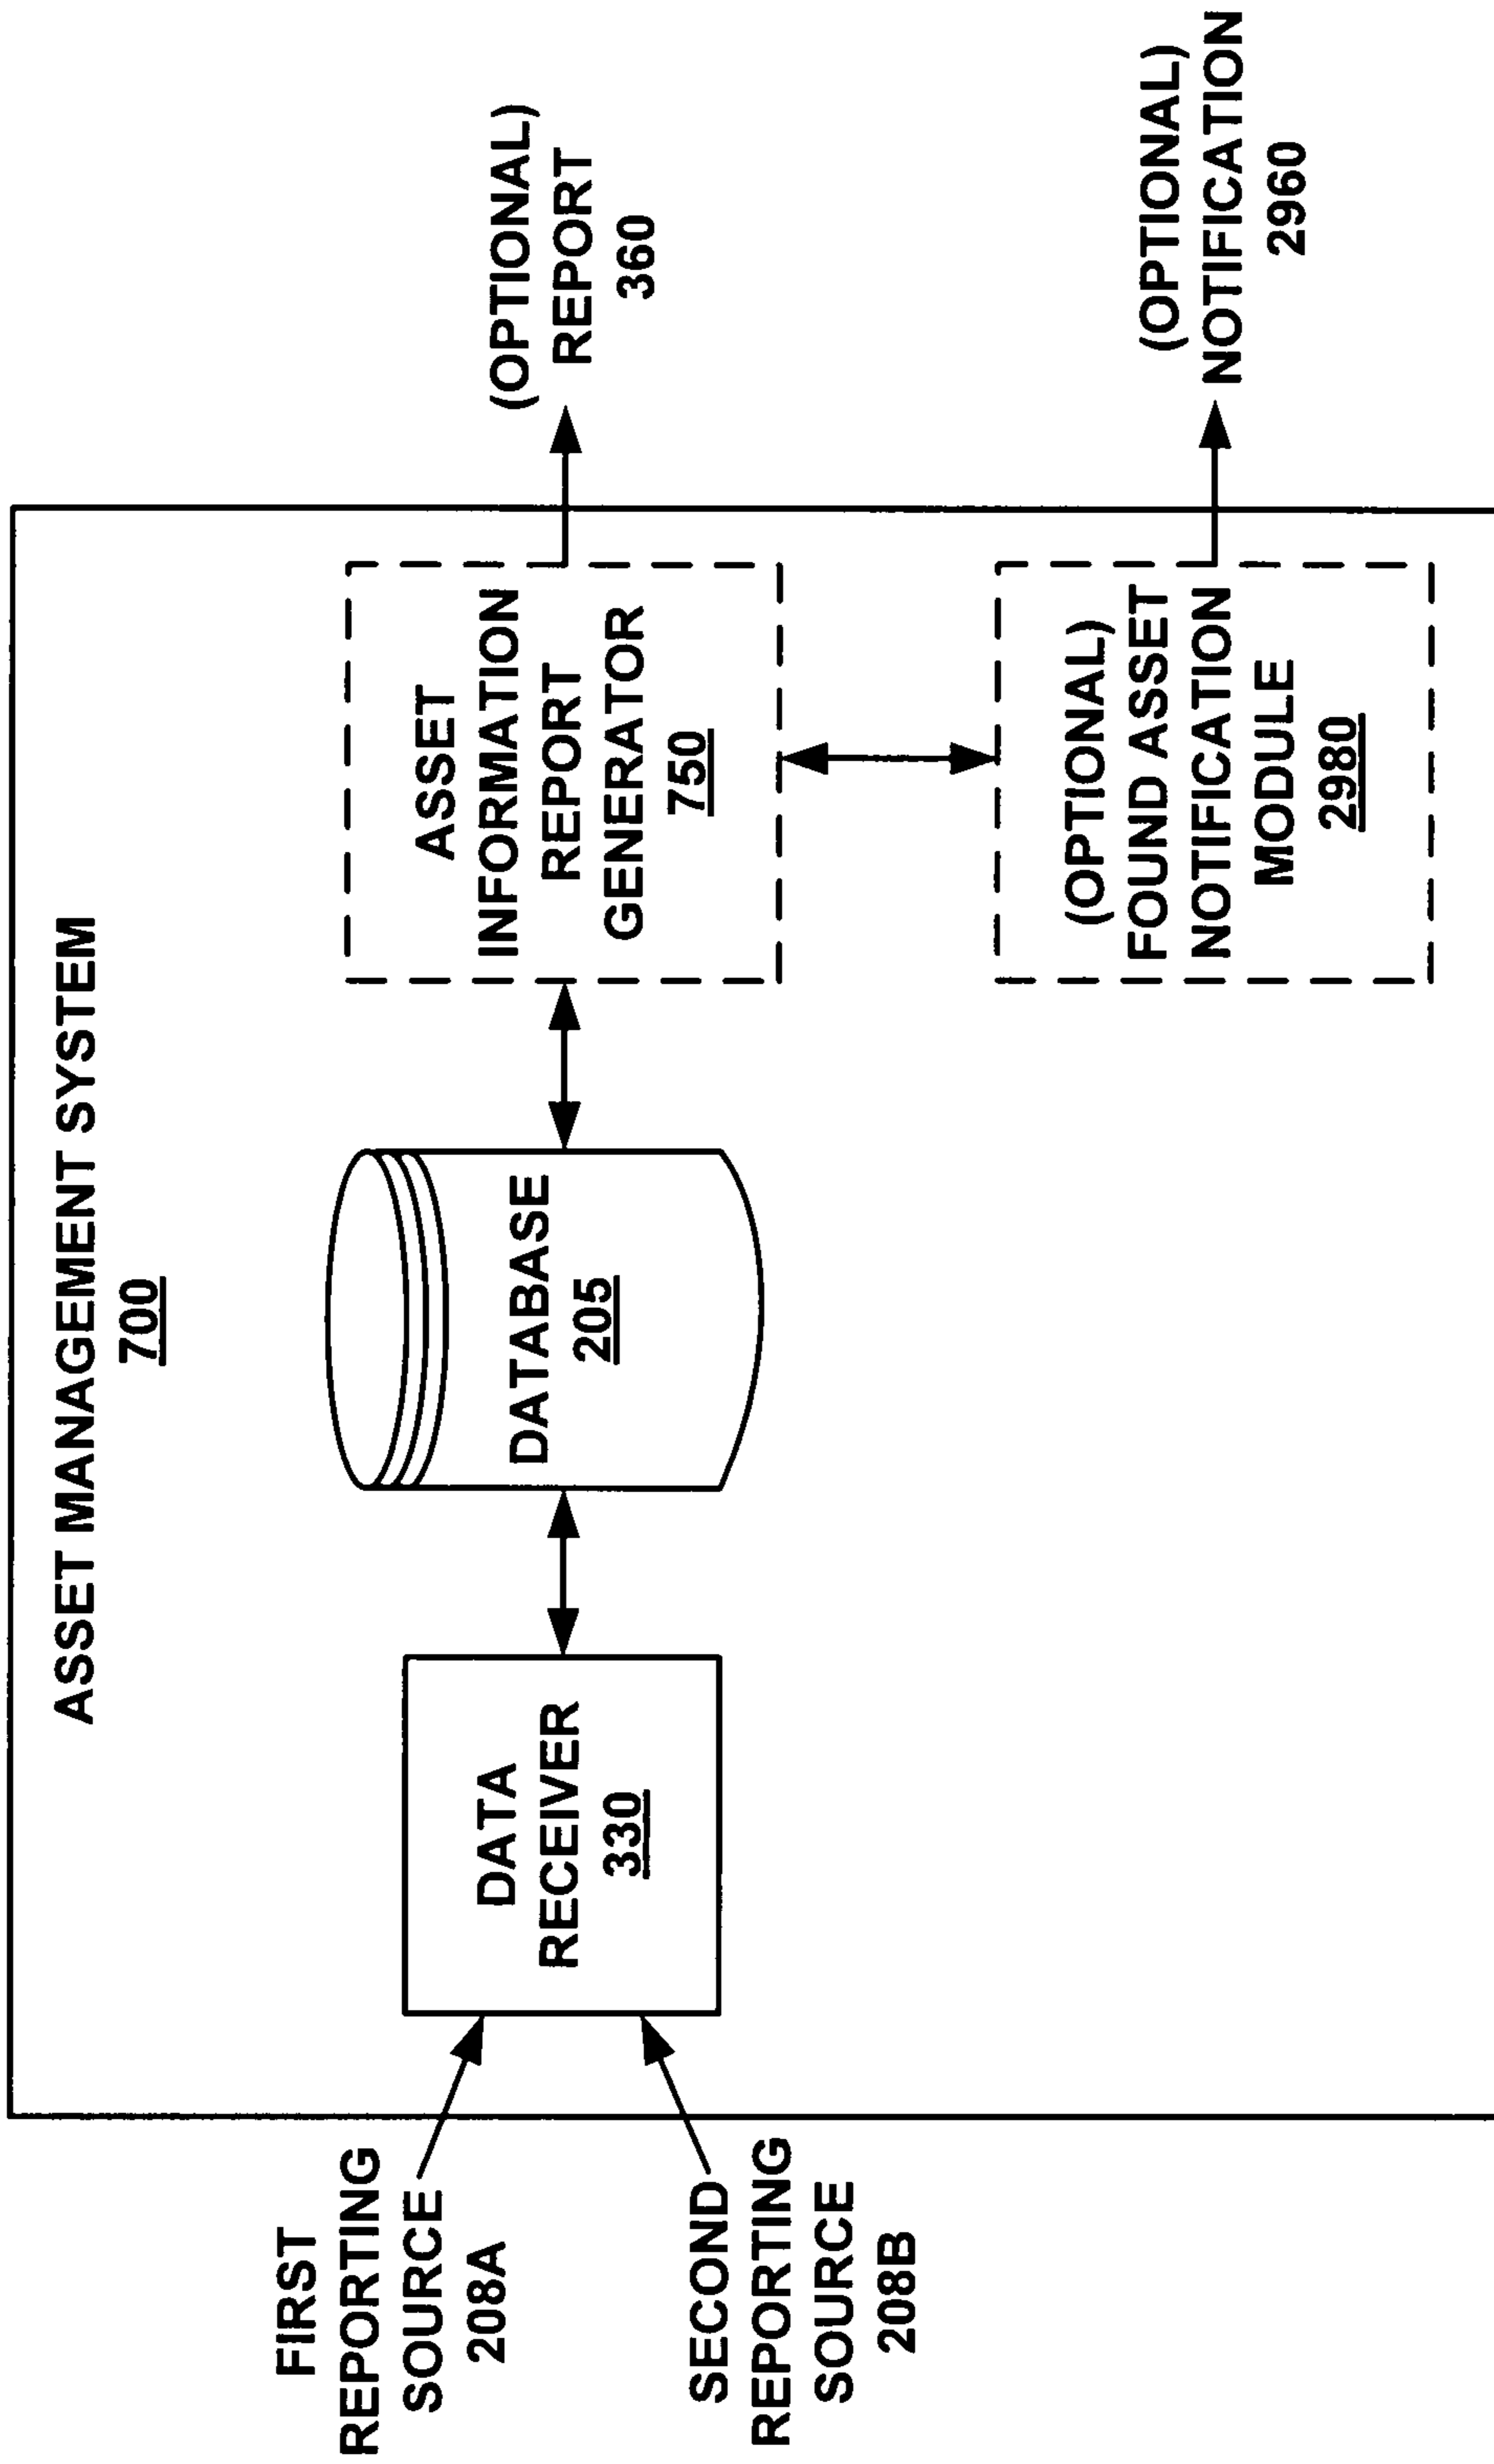 ASSET MANAGEMENT SYSTEM
700
FIRST
REPORTING
SOURCE
208A
SECOND
REPORTING
SOURCE
208B
DATA
RECEIVER
330
DATABASE
205
ASSET
INFORMATION
REPORT
GENERATOR
750
(OPTIONAL)
REPORT
360
(OPTIONAL)
FOUND ASSET
NOTIFICATION
MODULE
2980
(OPTIONAL)
NOTIFICATION
2960